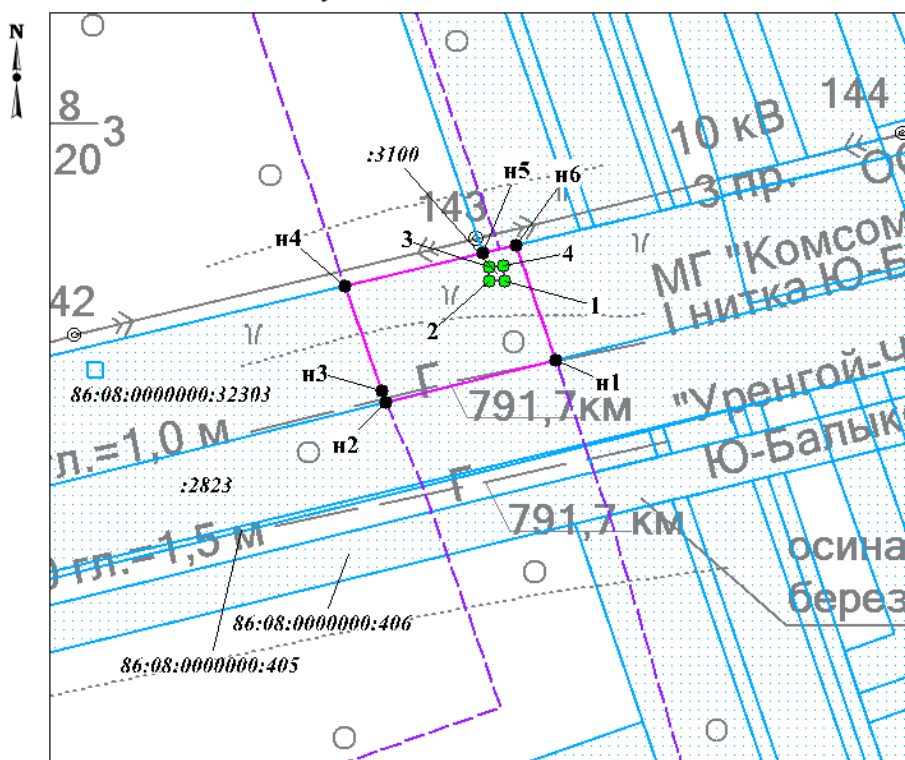 N
8
20
3
144
10 кВ
3 пр.
:3100
н5
н6
143
н4
3
4
42
МГ "Комсом
I нитка Ю-Б
1
2
н3
н1
Г
86:08:0000000:32303
791,7км
"Уренгой-Ч
н2
гл.=1,0 м
Ю-Балык
:2823
Г
791,7 км
гл.=1,5 м
осина
берез
86:08:0000000:406
86:08:0000000:405